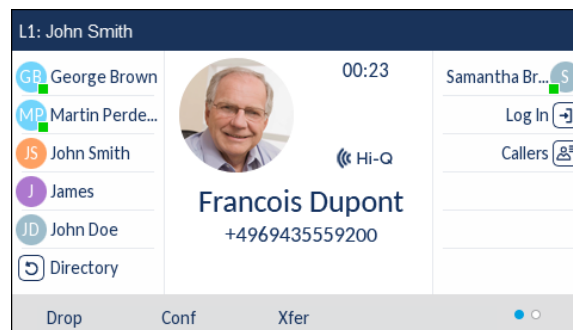 L1: John Smith
GB George Brown
MP Martin Perde...
JS John Smith
J James
JD John Doe
Directory
00:23
Hi-Q
Francois Dupont
+4969435559200
Samantha Br... S
Log In
Callers
Drop Conf Xfer